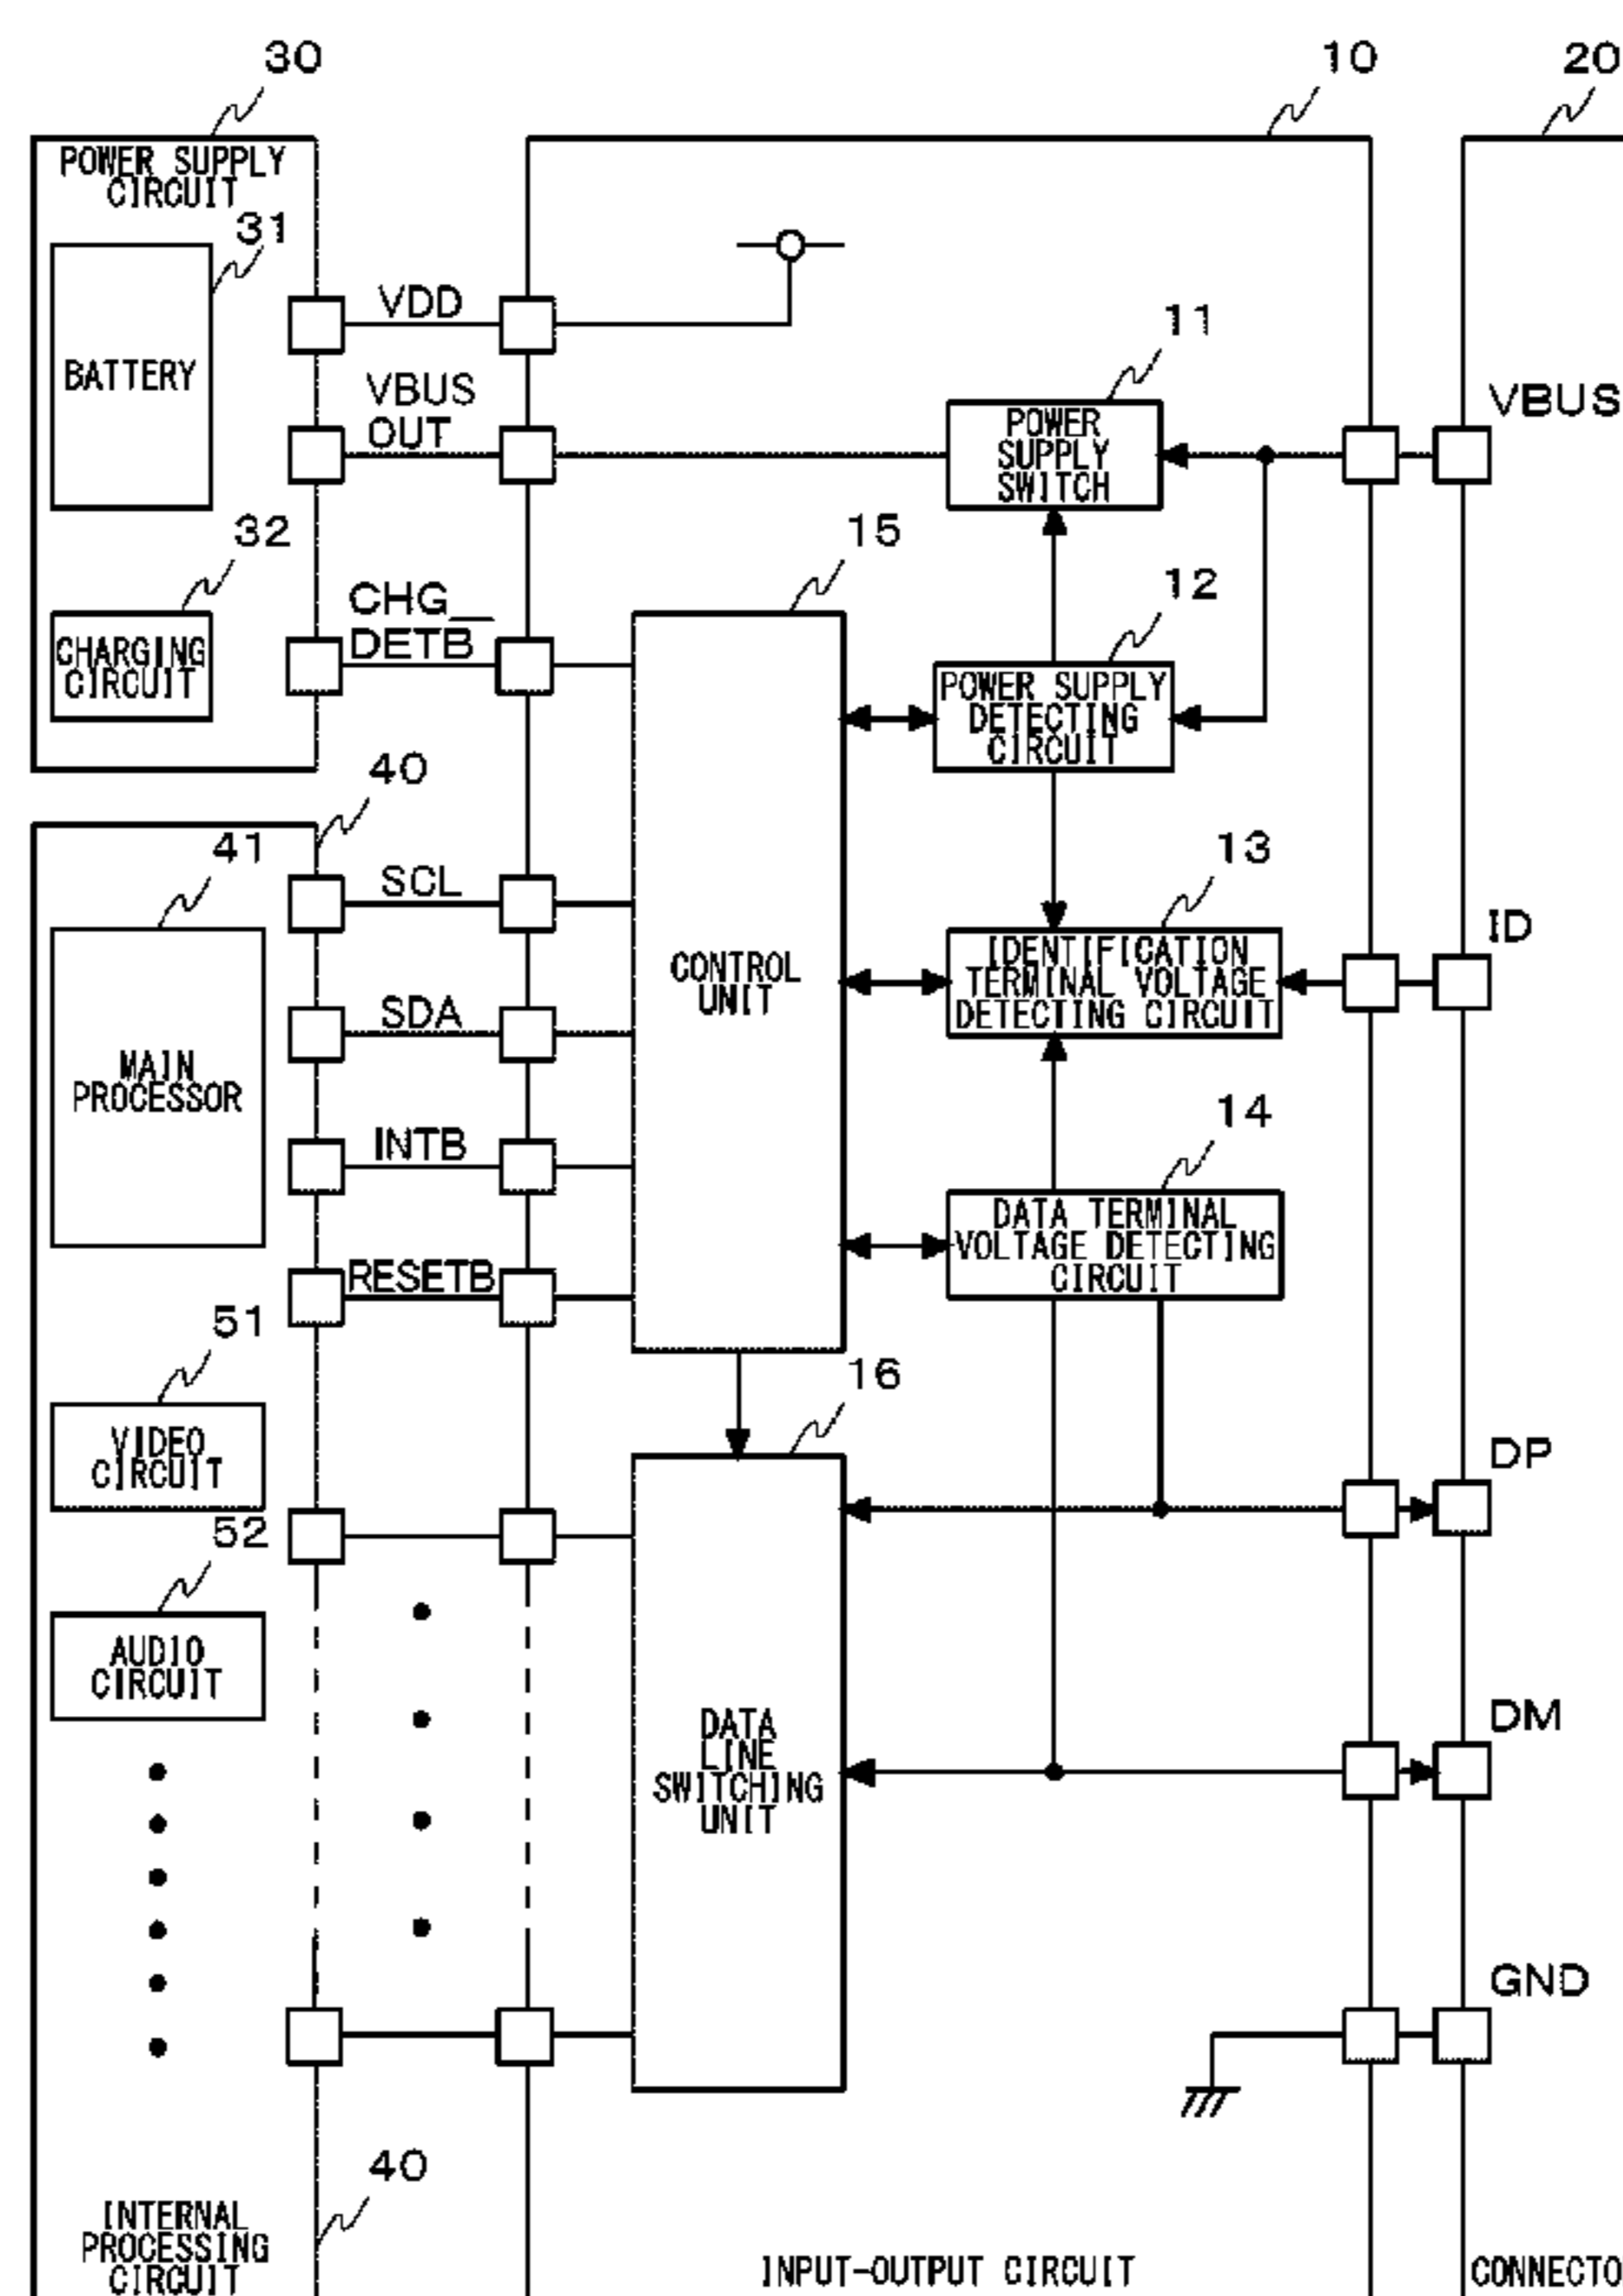 30
10
20
POWER SUPPLY
CIRCUIT
31
BATTERY
32
CHARGING
CIRCUIT
VDD
VBUS
OUT
CHG_
DETB
11
POWER
SUPPLY
SWITCH
VBUS
15
12
POWER SUPPLY
DETECTING
CIRCUIT
40
41
MAIN
PROCESSOR
SCL
SDA
INTB
RESETB
CONTROL
UNIT
13
IDENTIFICATION
TERMINAL VOLTAGE
DETECTING CIRCUIT
ID
14
DATA TERMINAL
VOLTAGE DETECTING
CIRCUIT
51
VIDEO
CIRCUIT
52
AUDIO
CIRCUIT
16
DATA
LINE
SWITCHING
UNIT
DP
DM
GND
40
INTERNAL
PROCESSING
CIRCUIT
INPUT-OUTPUT CIRCUIT
CONNECTO